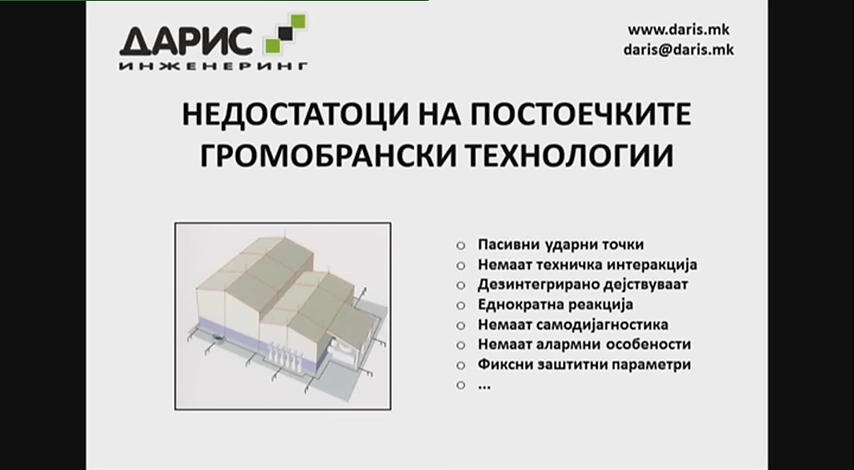 ДАРИС
ИНЖЕНЕРИНГ
www.daris.mk
daris@daris.mk
НЕДОСТАТОЦИ НА ПОСТОЕЧКИТЕ
ГРОМОБРАНСКИ ТЕХНОЛОГИИ
○ Пасивни ударни точки
○ Немаат техничка интеракција
○ Дезинтегрирано дејствуваат
○ Еднократна реакција
○ Немаат самодијагностика
○ Немаат алармни особености
○ Фиксни заштитни параметри
○ ...